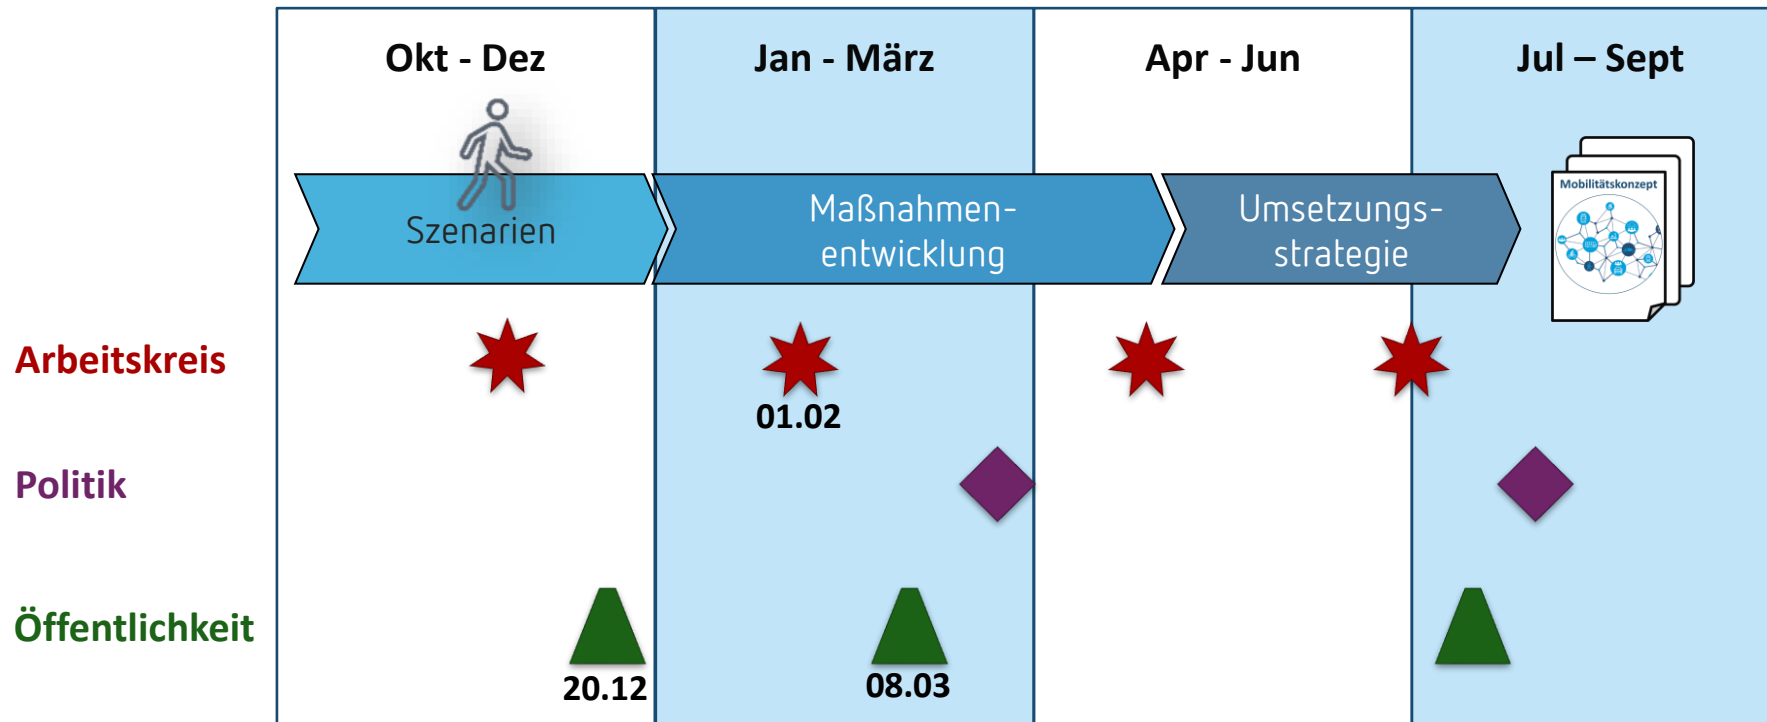 Okt - Dez
Jan - März
Apr - Jun
Jul – Sept
Szenarien
Maßnahmen-
entwicklung
Umsetzungs-
strategie
Mobilitätskonzept
Arbeitskreis
01.02
Politik
Öffentlichkeit
20.12
08.03